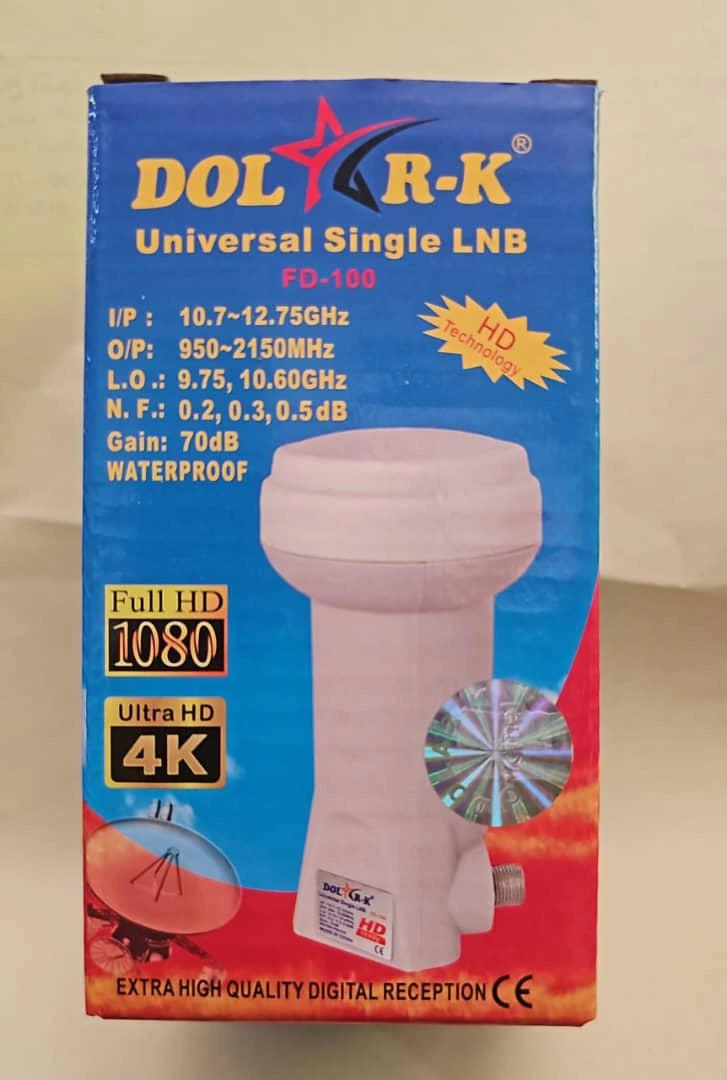 DOL R-K®
Universal Single LNB
FD-100
I/P : 10.7~12.75GHz
O/P: 950~2150MHz
L.O .: 9.75, 10.60GHz
N. F.: 0.2, 0.3, 0.5dB
Gain: 70dB
WATERPROOF
HD
Technology
Full HD
1080
Ultra HD
4K
DOL R-K
Universal Single LNB
HD
CE
EXTRA HIGH QUALITY DIGITAL RECEPTION CE